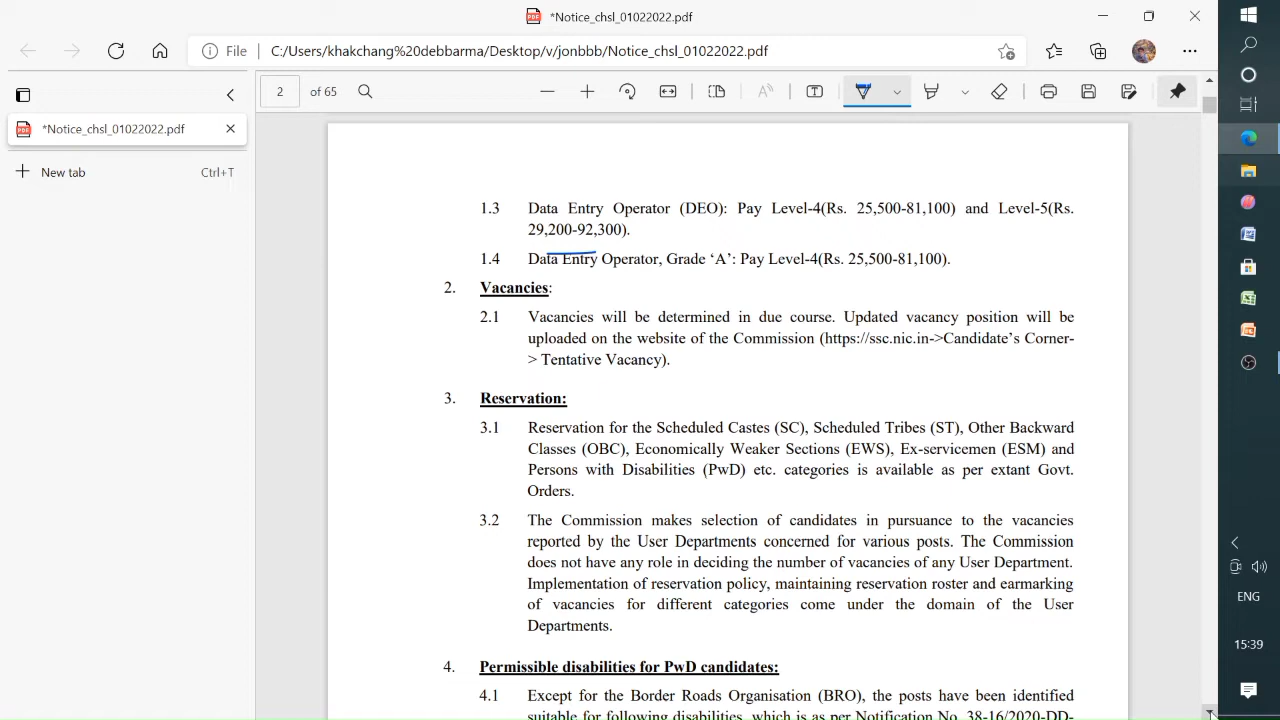 *Notice_chsl_01022022.pdf
File
C:/Users/khakchang%20debbarma/Desktop/v/jonbbb/Notice_chsl_01022022.pdf
2 of 65
*Notice_chsl_01022022.pdf
New tab Ctrl+T
1.3 Data Entry Operator (DEO): Pay Level-4(Rs. 25,500-81,100) and Level-5(Rs.
29,200-92,300).
1.4 Data Entry Operator, Grade ‘A’: Pay Level-4(Rs. 25,500-81,100).
2. Vacancies:
2.1 Vacancies will be determined in due course. Updated vacancy position will be
uploaded on the website of the Commission (https://ssc.nic.in->Candidate’s Corner-
> Tentative Vacancy).
3. Reservation:
3.1 Reservation for the Scheduled Castes (SC), Scheduled Tribes (ST), Other Backward
Classes (OBC), Economically Weaker Sections (EWS), Ex-servicemen (ESM) and
Persons with Disabilities (PwD) etc. categories is available as per extant Govt.
Orders.
3.2 The Commission makes selection of candidates in pursuance to the vacancies
reported by the User Departments concerned for various posts. The Commission
does not have any role in deciding the number of vacancies of any User Department.
Implementation of reservation policy, maintaining reservation roster and earmarking
of vacancies for different categories come under the domain of the User
Departments.
4. Permissible disabilities for PwD candidates:
4.1 Except for the Border Roads Organisation (BRO), the posts have been identified
suitable for following disabilities, which is as per Notification No. 38-16/2020-DD-
ENG
15:39